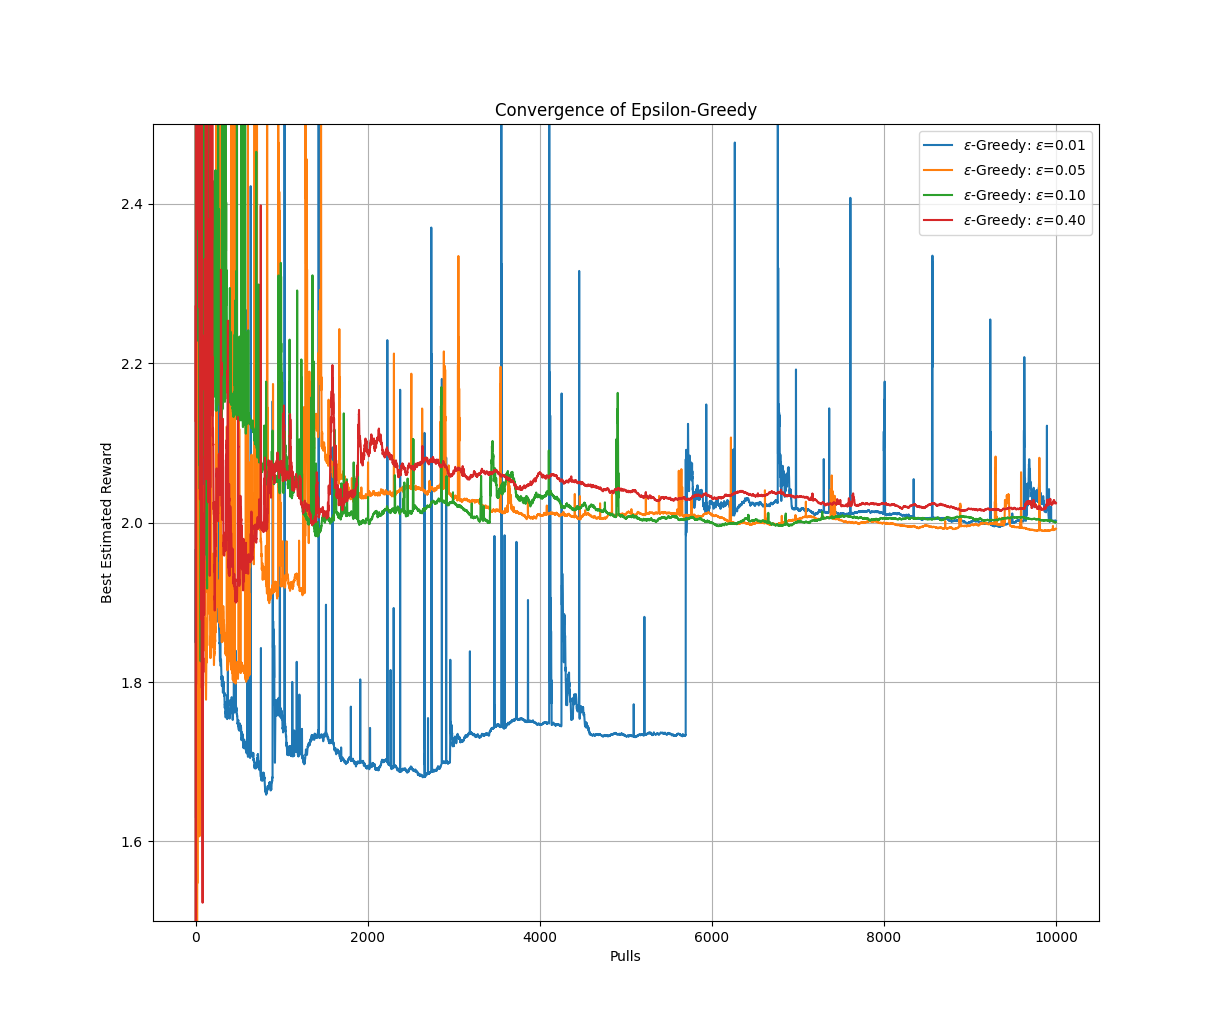 Convergence of Epsilon-Greedy
ε-Greedy: ε=0.01
ε-Greedy: ε=0.05
ε-Greedy: ε=0.10
ε-Greedy: ε=0.40
Best Estimated Reward
2.4
2.2
2.0
1.8
1.6
0 2000 4000 6000 8000 10000
Pulls